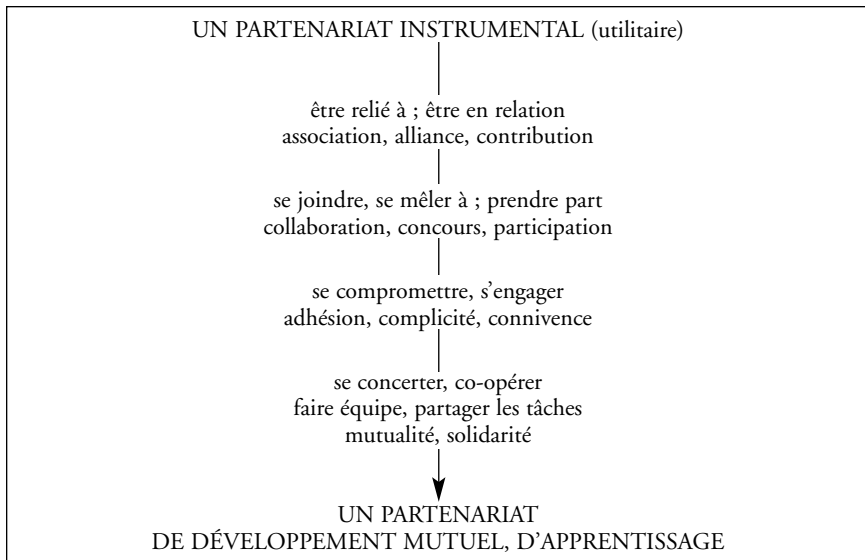 UN PARTENARIAT INSTRUMENTAL (utilitaire)
être relié à ; être en relation
association, alliance, contribution
se joindre, se mêler à ; prendre part
collaboration, concours, participation
se compromettre, s’engager
adhésion, complicité, connivence
se concerter, co-opérer
faire équipe, partager les tâches
mutualité, solidarité
UN PARTENARIAT
DE DÉVELOPPEMENT MUTUEL, D’APPRENTISSAGE